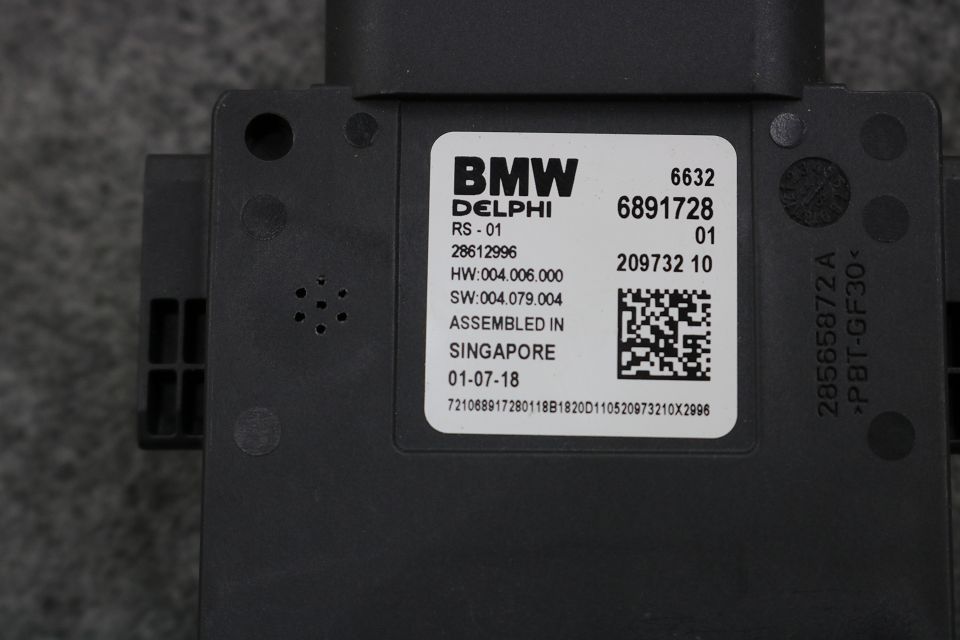 BMW
DELPHI
RS - 01
28612996
HW:004.006.000
SW:004.079.004
ASSEMBLED IN
SINGAPORE
01-07-18
6632
6891728
01
209732 10
721068917280118B1820D110520973210X2996
28565872A
>PBT-GF30<